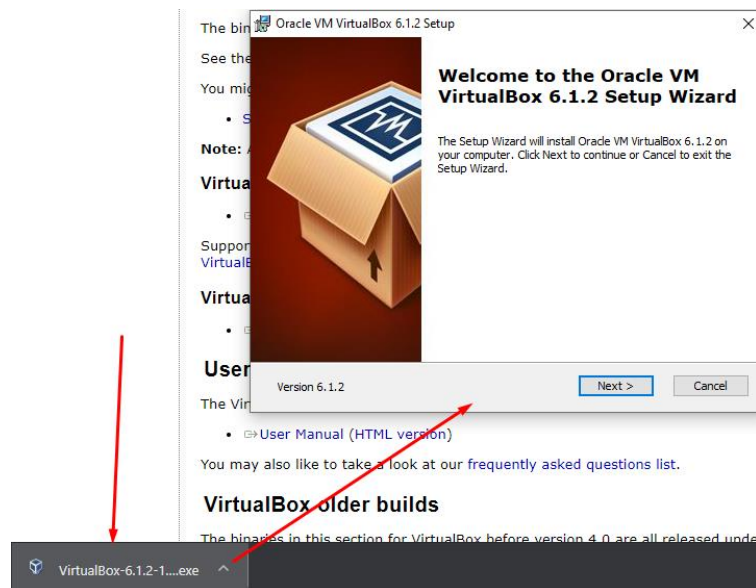 The bin
Oracle VM VirtualBox 6.1.2 Setup
See the
You mig
Welcome to the Oracle VM
VirtualBox 6.1.2 Setup Wizard
The Setup Wizard will install Oracle VM VirtualBox 6.1.2 on
your computer. Click Next to continue or Cancel to exit the
Setup Wizard.
S
Note: A
Virtua
Suppor
VirtualB
Virtua
User
Version 6.1.2
Next >
Cancel
The Vir
User Manual (HTML version)
You may also like to take a look at our frequently asked questions list.
VirtualBox older builds
The binaries in this section for VirtualBox before version 4.0 are all released unde
VirtualBox-6.1.2-1....exe